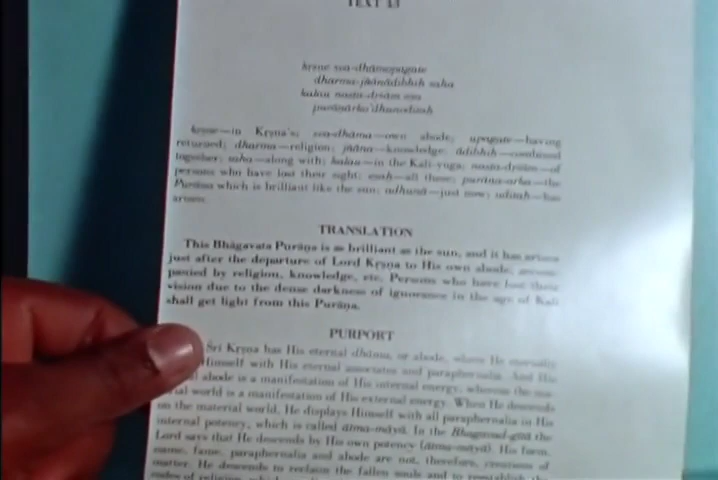 kṛṣṇe sva-dhāmopagate
dharma-jñānādibhiḥ saha
kalau naṣṭa-dṛśām eṣa
purāṇārko 'dhunoditaḥ
kṛṣṇe—in Kṛṣṇa's; sva-dhāma—own abode; upagate—having
returned; dharma—religion; jñāna—knowledge; ādibhiḥ—combined
together; saha—along with; kalau—in the Kali-yuga; naṣṭa-dṛśām—of
persons who have lost their sight; eṣaḥ—all these; purāṇa-arkaḥ—the
Purāṇa which is brilliant like the sun; adhunā—just now; uditaḥ—has
arisen.
TRANSLATION
This Bhāgavata Purāṇa is as brilliant as the sun, and it has arisen
just after the departure of Lord Kṛṣṇa to His own abode, accom-
panied by religion, knowledge, etc. Persons who have lost their
vision due to the dense darkness of ignorance in the age of Kali
shall get light from this Purāṇa.
PURPORT
Śrī Kṛṣṇa has His eternal dhāma, or abode, where He eternally
Himself with His eternal associates and paraphernalia. And His
abode is a manifestation of His internal energy, whereas the ma-
world is a manifestation of His external energy. When He descends
on the material world, He displays Himself with all paraphernalia in His
internal potency, which is called ātma-māyā. In the Bhagavad-gītā the
Lord says that He descends by His own potency (ātma-māyā). His form,
name, fame, paraphernalia and abode are not, therefore, creations of
matter. He descends to reclaim the fallen souls and to reestablish the
codes of religion